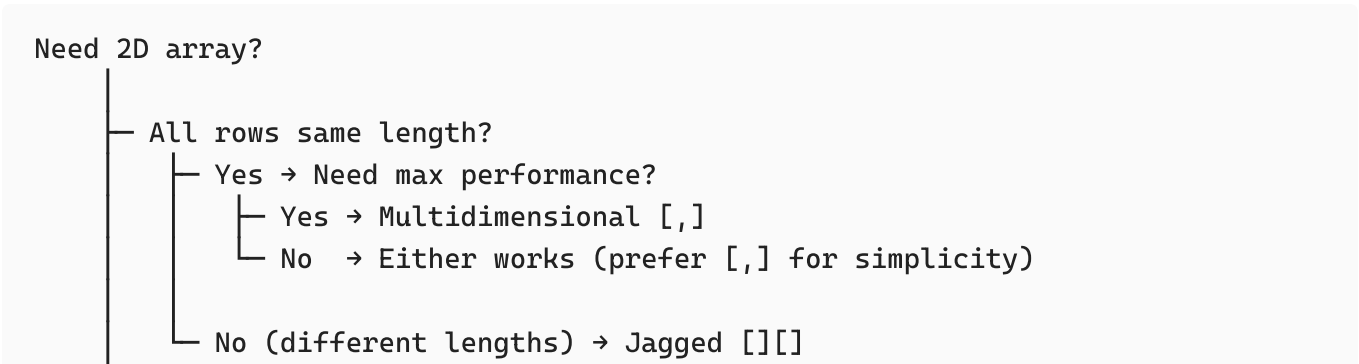 Need 2D array?
├─ All rows same length?
├─ Yes → Need max performance?
├─ Yes → Multidimensional [,]
└─ No → Either works (prefer [,] for simplicity)
└─ No (different lengths) → Jagged [][]